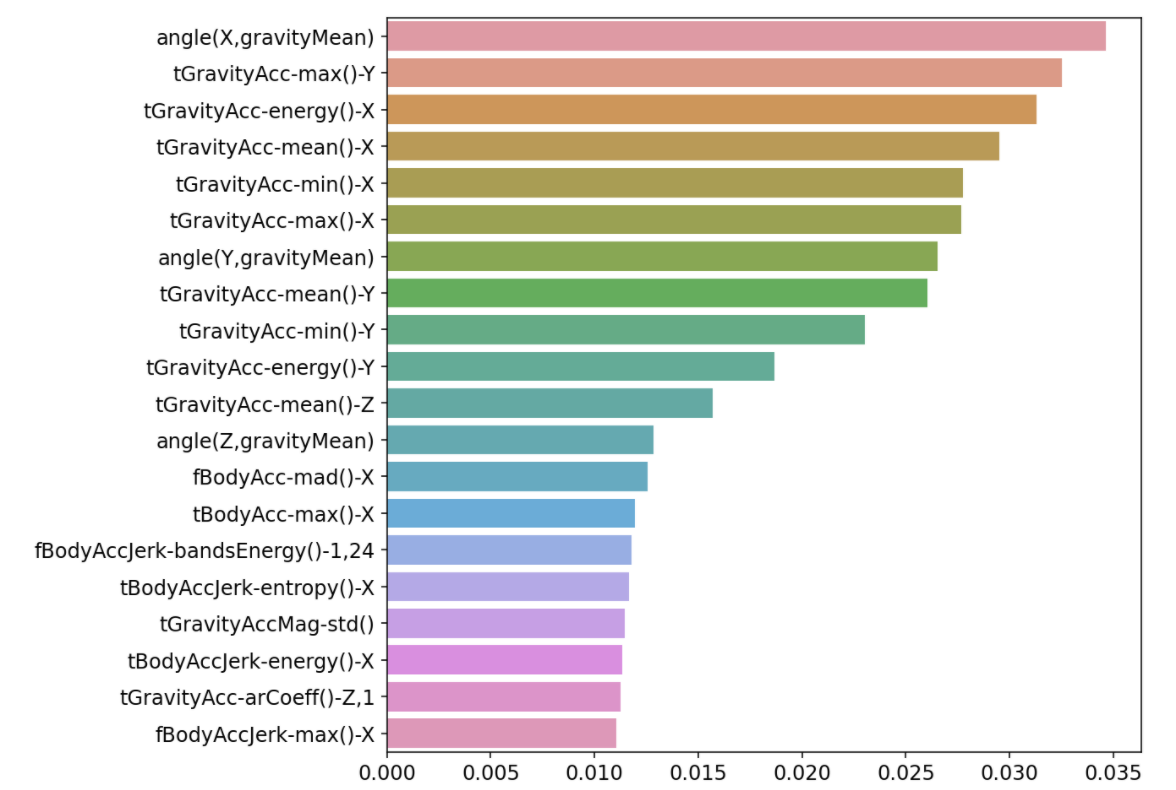 angle(X,gravityMean)
tGravityAcc-max()-Y
tGravityAcc-energy()-X
tGravityAcc-mean()-X
tGravityAcc-min()-X
tGravityAcc-max()-X
angle(Y,gravityMean)
tGravityAcc-mean()-Y
tGravityAcc-min()-Y
tGravityAcc-energy()-Y
tGravityAcc-mean()-Z
angle(Z,gravityMean)
fBodyAcc-mad()-X
tBodyAcc-max()-X
fBodyAccJerk-bandsEnergy()-1,24
tBodyAccJerk-entropy()-X
tGravityAccMag-std()
tBodyAccJerk-energy()-X
tGravityAcc-arCoeff()-Z,1
fBodyAccJerk-max()-X
0.000 0.005 0.010 0.015 0.020 0.025 0.030 0.035